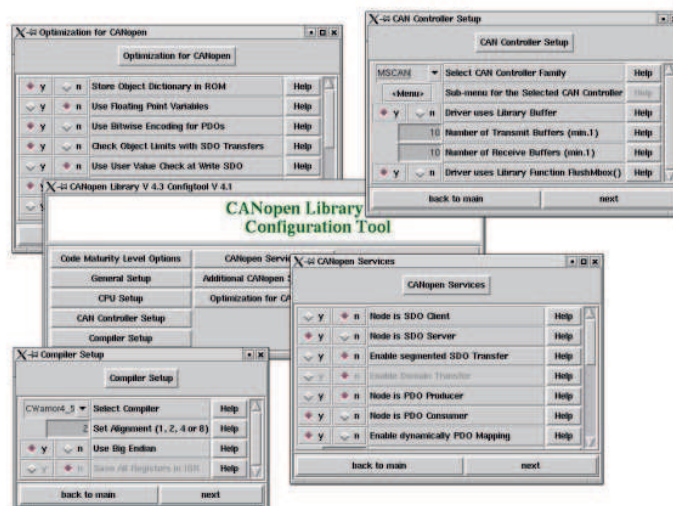 Optimization for CANopen
Optimization for CANopen
y n Store Object Dictionary in ROM Help
y n Use Floating Point Variables Help
y n Use Bitwise Encoding for PDOs Help
y n Check Object Limits with SDO Transfers Help
y n Use User Value Check at Write SDO Help
y
y
CAN Controller Setup
CAN Controller Setup
MSCAN Select CAN Controller Family Help
<Menu> Sub-menu for the Selected CAN Controller Help
y n Driver uses Library Buffer Help
10 Number of Transmit Buffers (min.1) Help
10 Number of Receive Buffers (min.1) Help
y n Driver uses Library Function FlushMbox() Help
back to main next
CANopen Library V 4.3 Configtool V 4.1
CANopen Library
Configuration Tool
Code Maturity Level Options CANopen Servic
General Setup Additional CANopen S
CPU Setup Optimization for CA
CAN Controller Setup
Compiler Setup
CANopen Services
CANopen Services
y n Node is SDO Client Help
y n Node is SDO Server Help
y n Enable segmented SDO Transfer Help
y n Enable Domain Transfer Help
y n Node is PDO Producer Help
y n Node is PDO Consumer Help
y n Enable dynamically PDO Mapping Help
back to main next
Compiler Setup
Compiler Setup
CWarrior4_5 Select Compiler Help
2 Set Alignment (1, 2, 4 or 8) Help
y n Use Big Endian Help
y n Save All Registers in ISR Help
back to main next